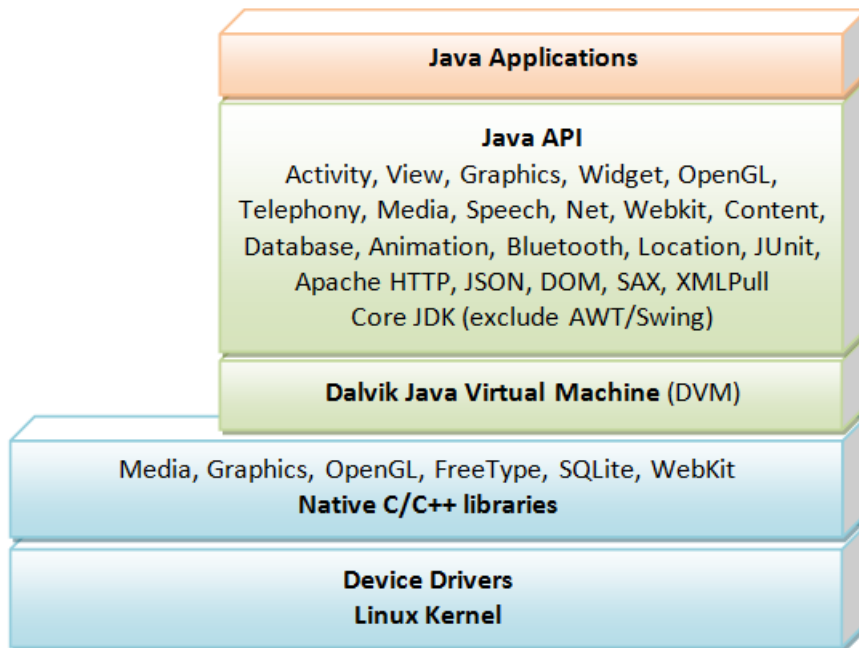 Java Applications
Java API
Activity, View, Graphics, Widget, OpenGL,
Telephony, Media, Speech, Net, Webkit, Content,
Database, Animation, Bluetooth, Location, JUnit,
Apache HTTP, JSON, DOM, SAX, XMLPull
Core JDK (exclude AWT/Swing)
Dalvik Java Virtual Machine (DVM)
Media, Graphics, OpenGL, FreeType, SQLite, WebKit
Native C/C++ libraries
Device Drivers
Linux Kernel